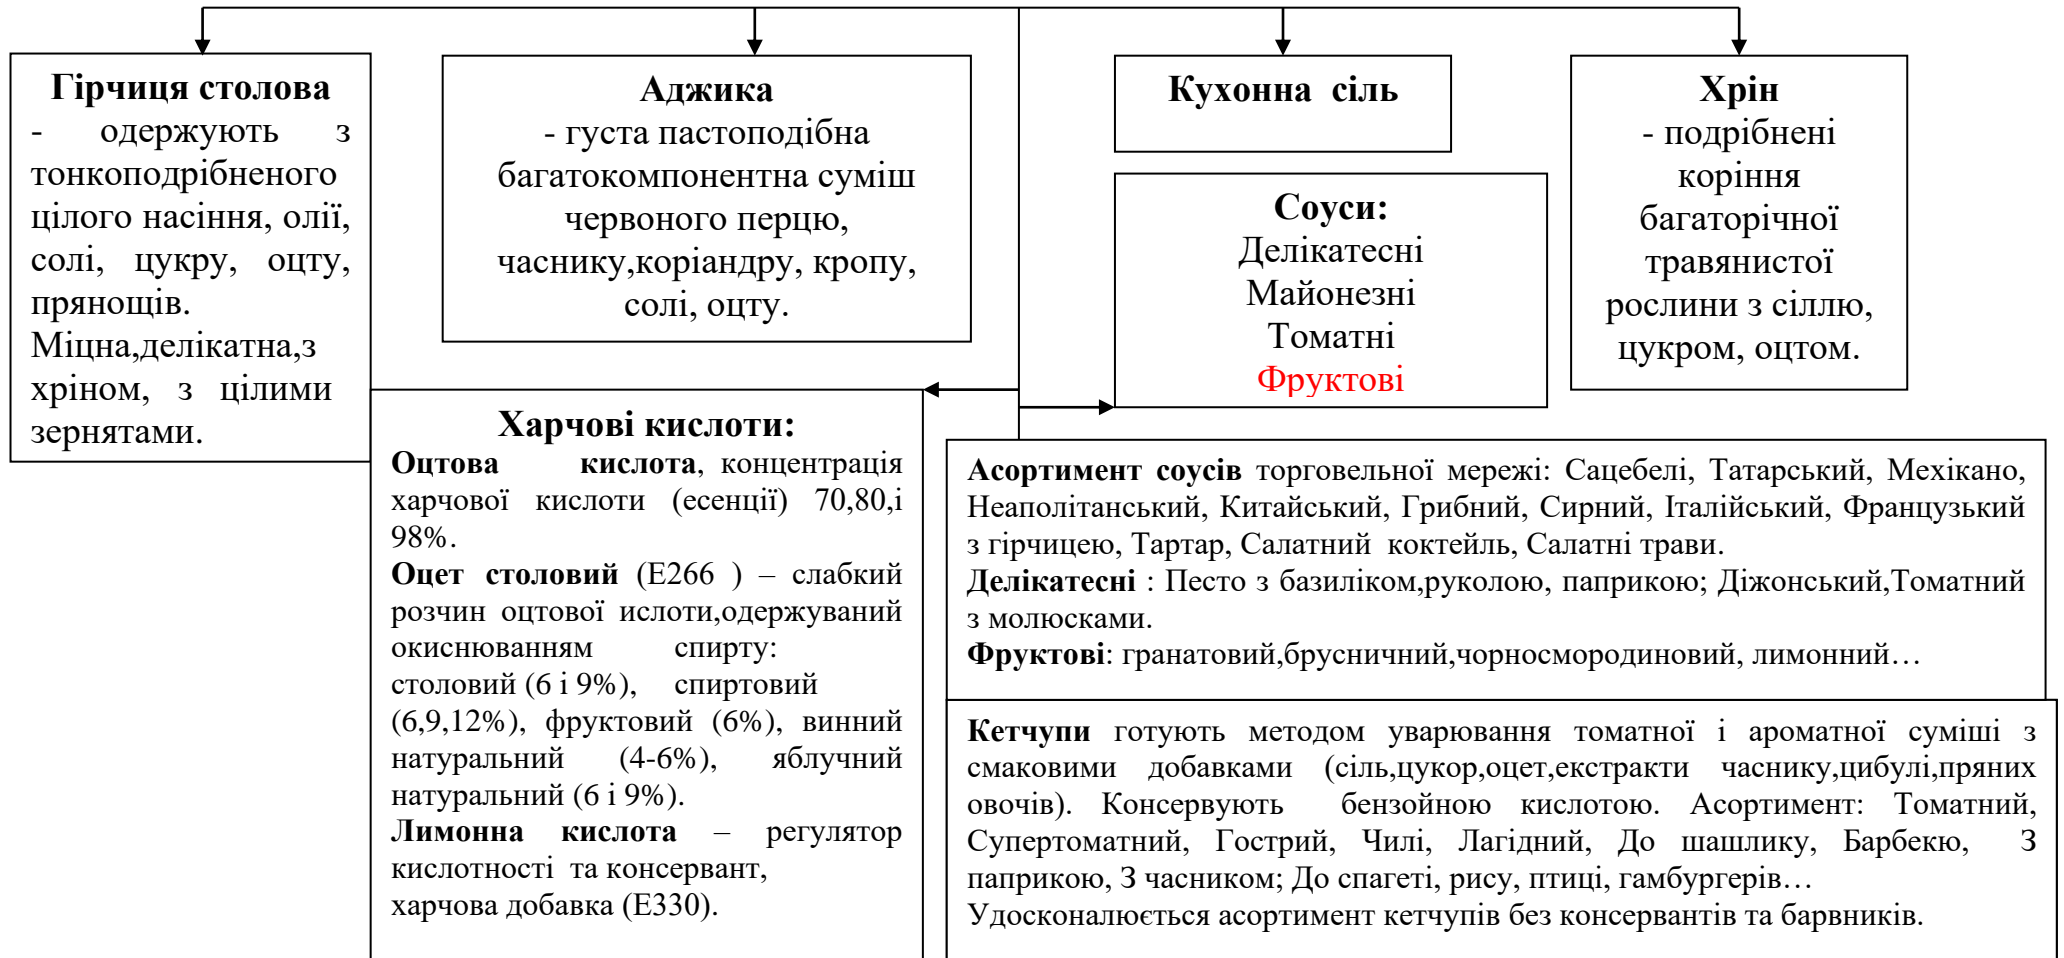 Гірчиця столова
- одержують з
тонкоподрібненого
цілого насіння, олії,
солі, цукру, оцту,
прянощів.
Міцна,делікатна,з
хріном, з цілими
зернятами.
Аджика
- густа пастоподібна
багатокомпонентна суміш
червоного перцю,
часнику,коріандру, кропу,
солі, оцту.
Кухонна сіль
Хрін
- подрібнені
коріння
багаторічної
травянистої
рослини з сіллю,
цукром, оцтом.
Соуси:
Делікатесні
Майонезні
Томатні
Фруктові
Харчові кислоти:
Оцтова кислота, концентрація
харчової кислоти (есенції) 70,80,і
98%.
Оцет столовий (Е266 ) – слабкий
розчин оцтової ислоти,одержуваний
окиснюванням спирту:
столовий (6 і 9%), спиртовий
(6,9,12%), фруктовий (6%), винний
натуральний (4-6%), яблучний
натуральний (6 і 9%).
Лимонна кислота – регулятор
кислотності та консервант,
харчова добавка (Е330).
Асортимент соусів торговельної мережі: Сацебелі, Татарський, Мехікано,
Неаполітанський, Китайський, Грибний, Сирний, Італійський, Французький
з гірчицею, Тартар, Салатний коктейль, Салатні трави.
Делікатесні : Песто з базиліком,руколою, паприкою; Діжонський,Томатний
з молюсками.
Фруктові: гранатовий,брусничний,чорносмородиновий, лимонний…
Кетчупи готують методом уварювання томатної і ароматної суміші з
смаковими добавками (сіль,цукор,оцет,екстракти часнику,цибулі,пряних
овочів). Консервують бензойною кислотою. Асортимент: Томатний,
Супертоматний, Гострий, Чилі, Лагідний, До шашлику, Барбекю, З
паприкою, З часником; До спагеті, рису, птиці, гамбургерів…
Удосконалюється асортимент кетчупів без консервантів та барвників.